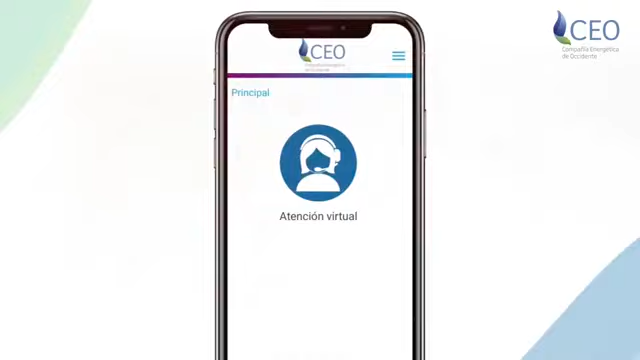 CEO
Compañía Energética
de Occidente
CEO
Principal
Atención virtual